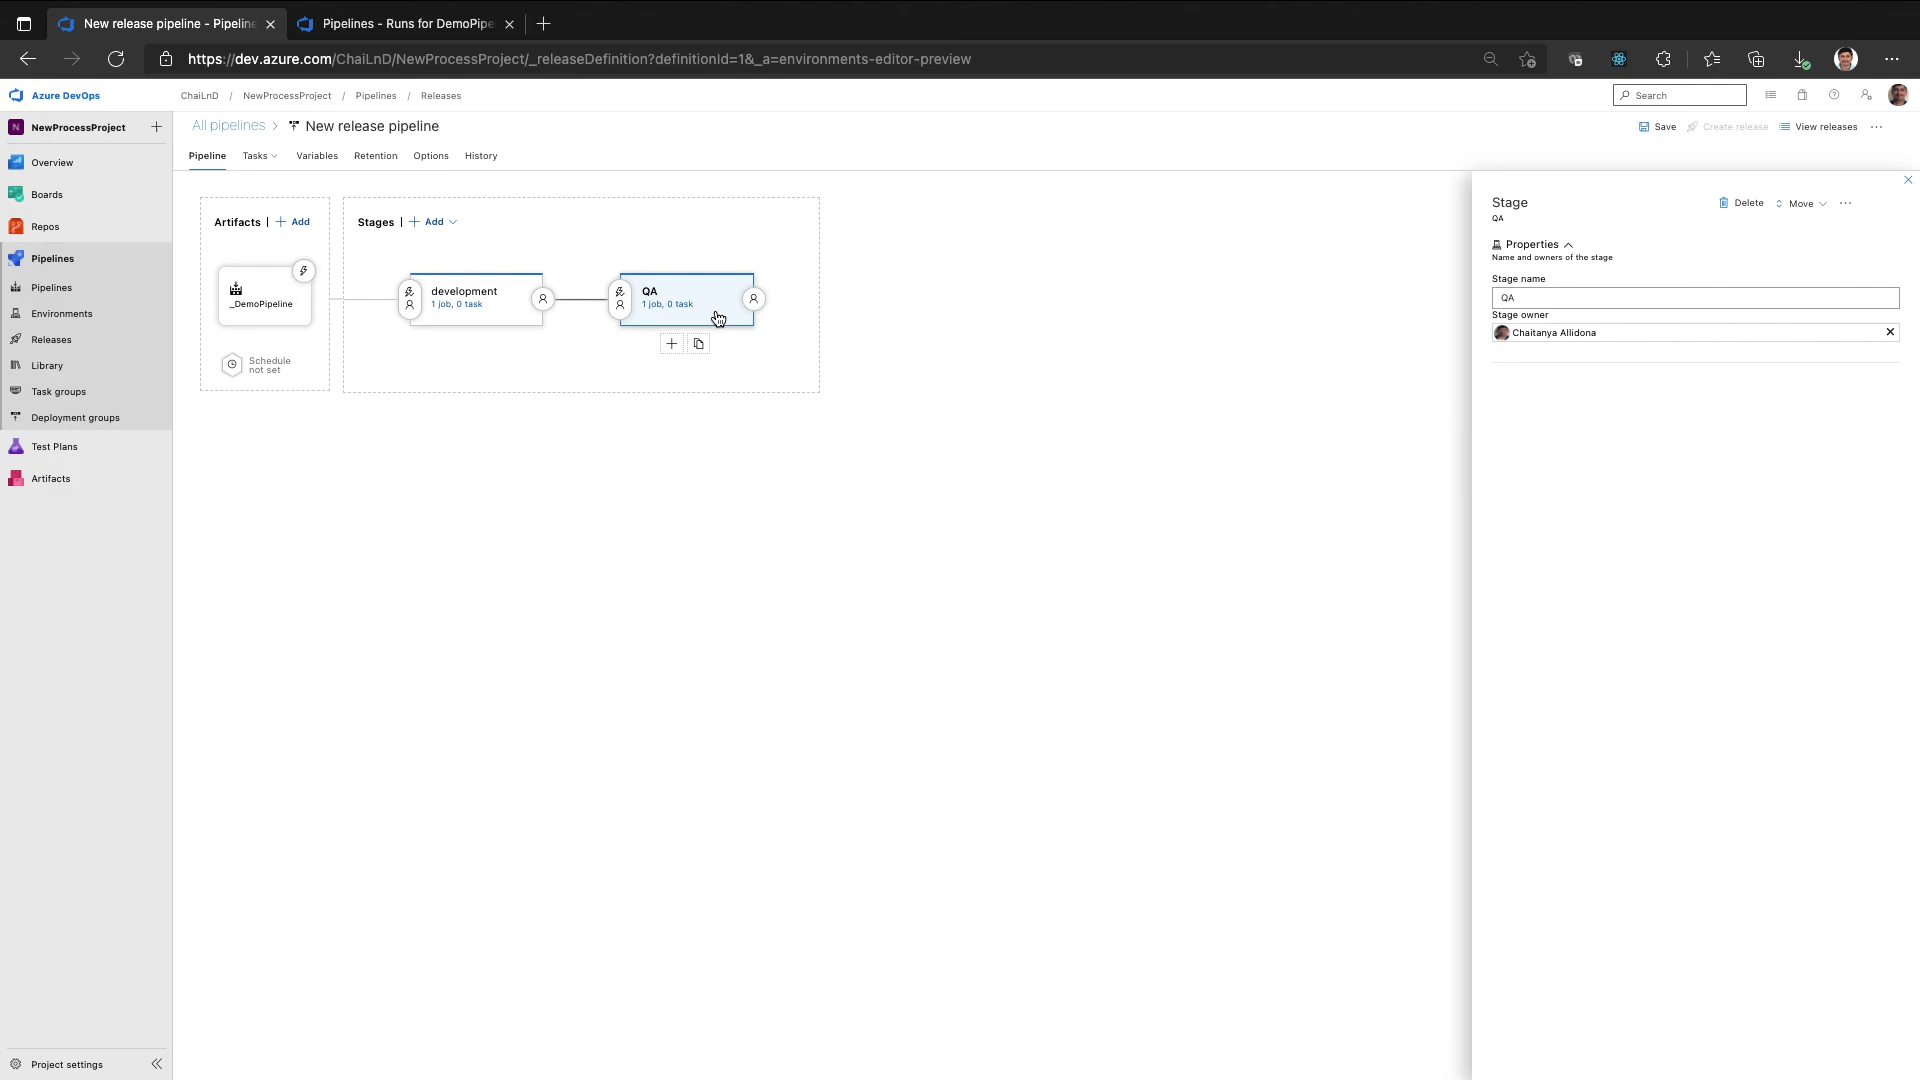 New release pipeline - Pipeline
Pipelines - Runs for DemoPipe
https://dev.azure.com/ChaiLnD/NewProcessProject/_releaseDefinition?definitionId=1&_a=environments-editor-preview
Azure DevOps
ChaiLnD / NewProcessProject / Pipelines / Releases
Search
N NewProcessProject
All pipelines > New release pipeline
Save
Create release
View releases
Pipeline Tasks Variables Retention Options History
Overview
Boards
Repos
Pipelines
Pipelines
Environments
Releases
Library
Task groups
Deployment groups
Test Plans
Artifacts
Project settings
Artifacts | + Add
_DemoPipeline
Schedule
not set
Stages | + Add
development
1 job, 0 task
QA
1 job, 0 task
Stage
QA
Delete
Move
Properties
Name and owners of the stage
Stage name
QA
Stage owner
Chaitanya Allidona